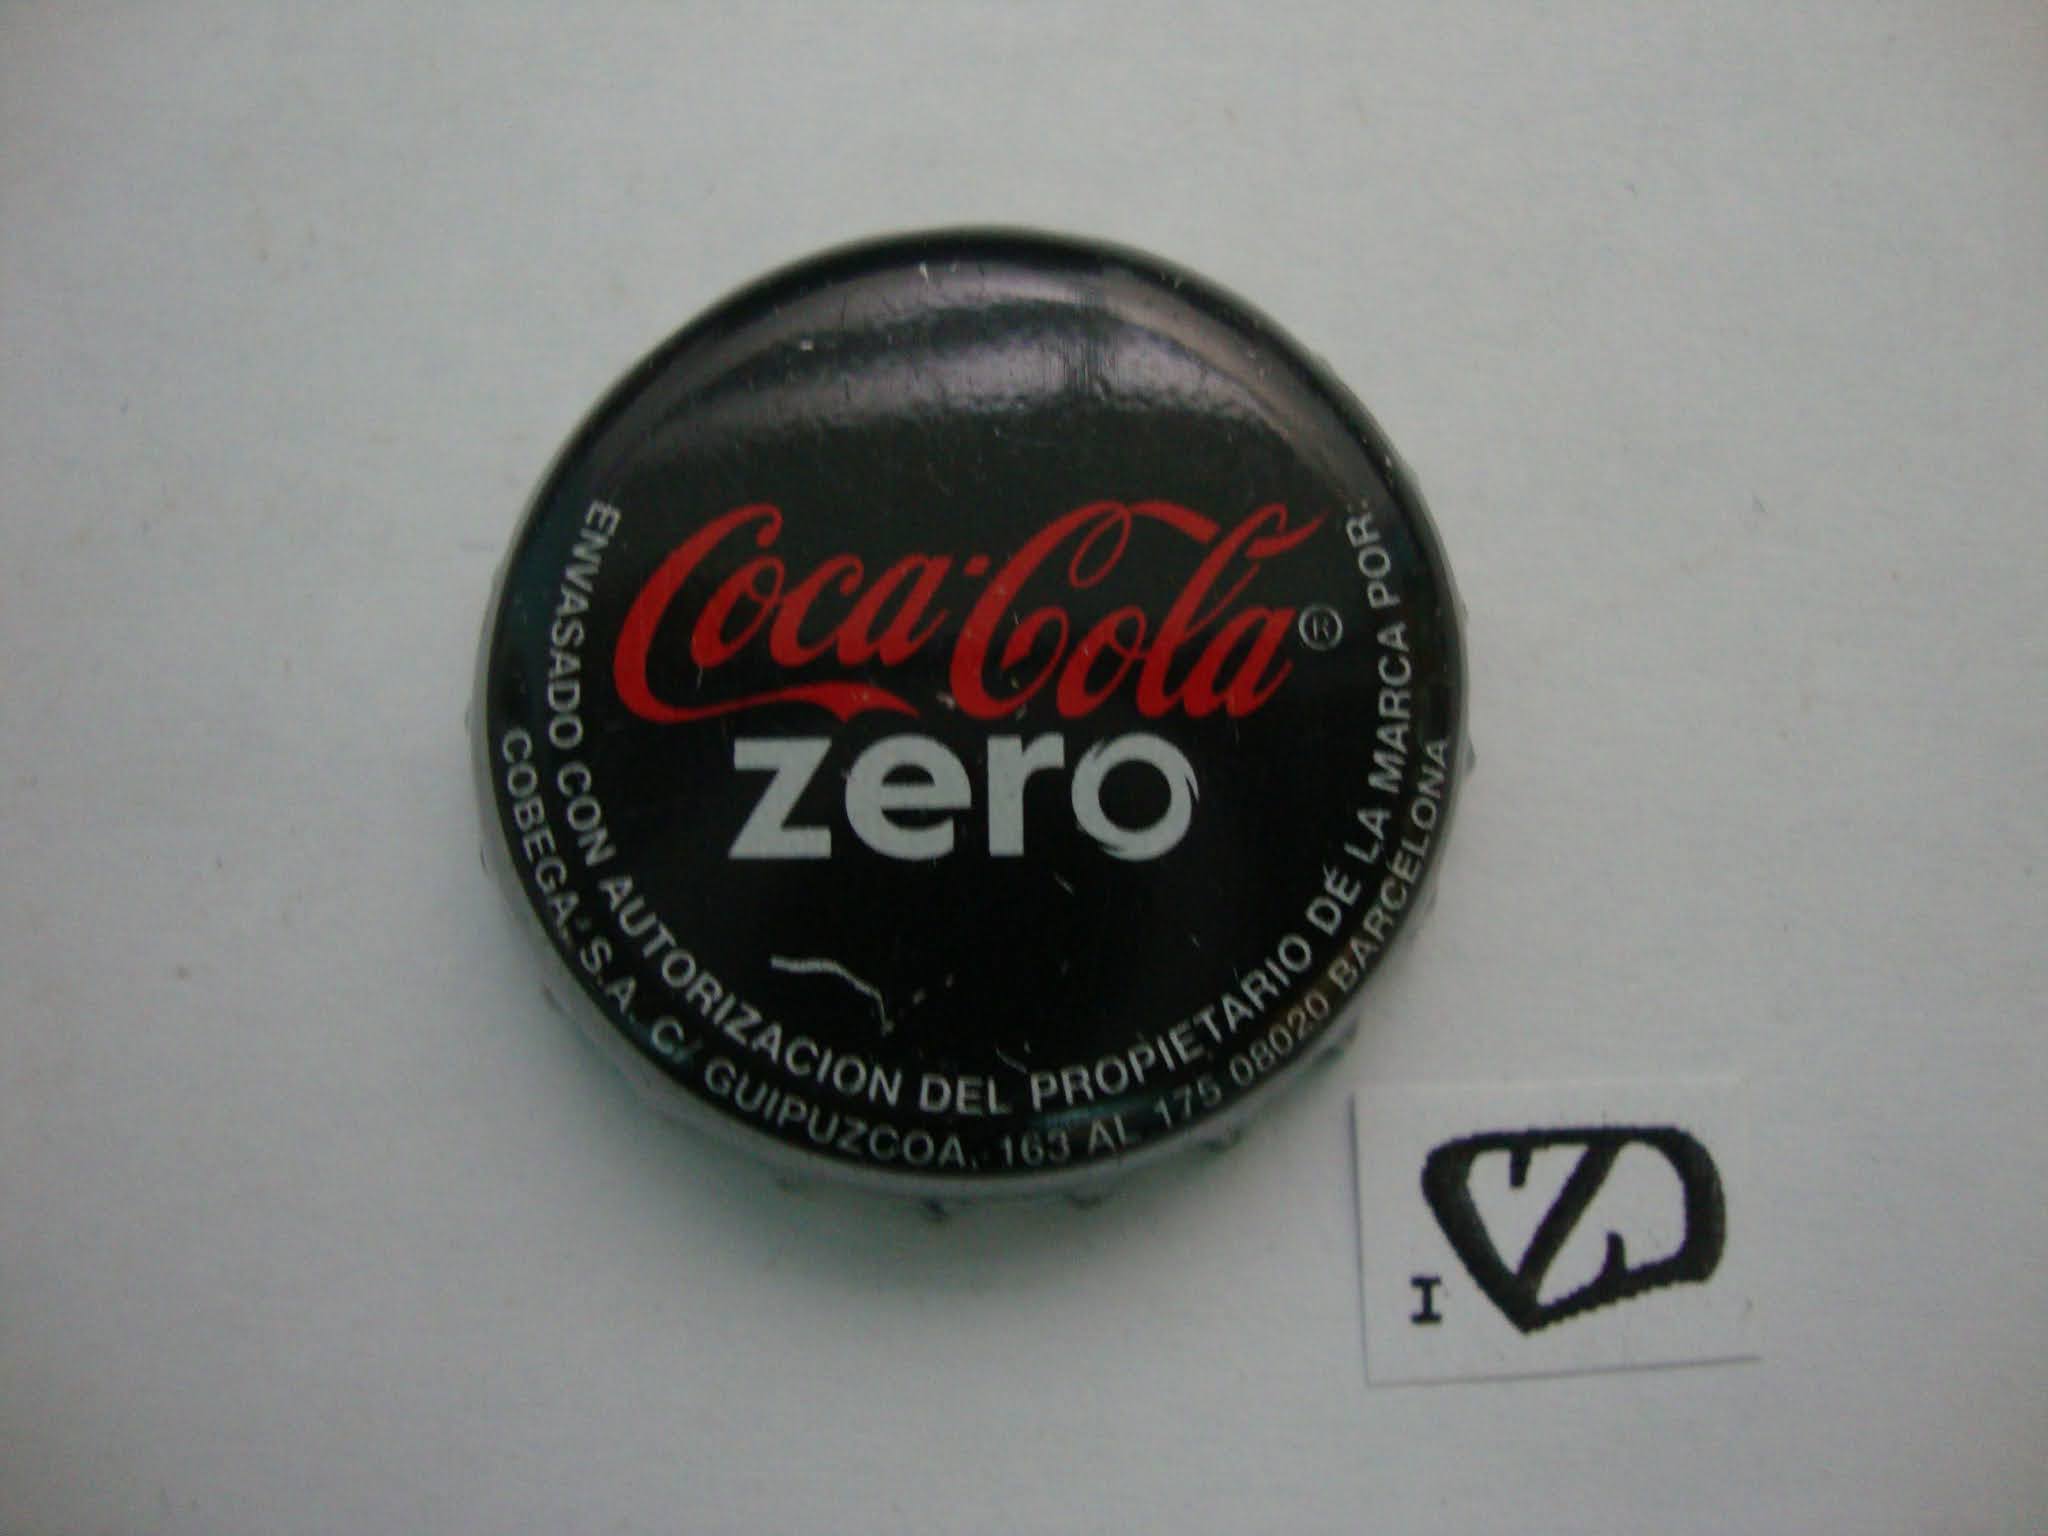 Coca-Cola®
zero
ENVASADO CON AUTORIZACION DEL PROPIETARIO DE LA MARCA POR:
COBEGA, S.A. C/ GUIPUZCOA, 163 AL 175 08020 BARCELONA
I